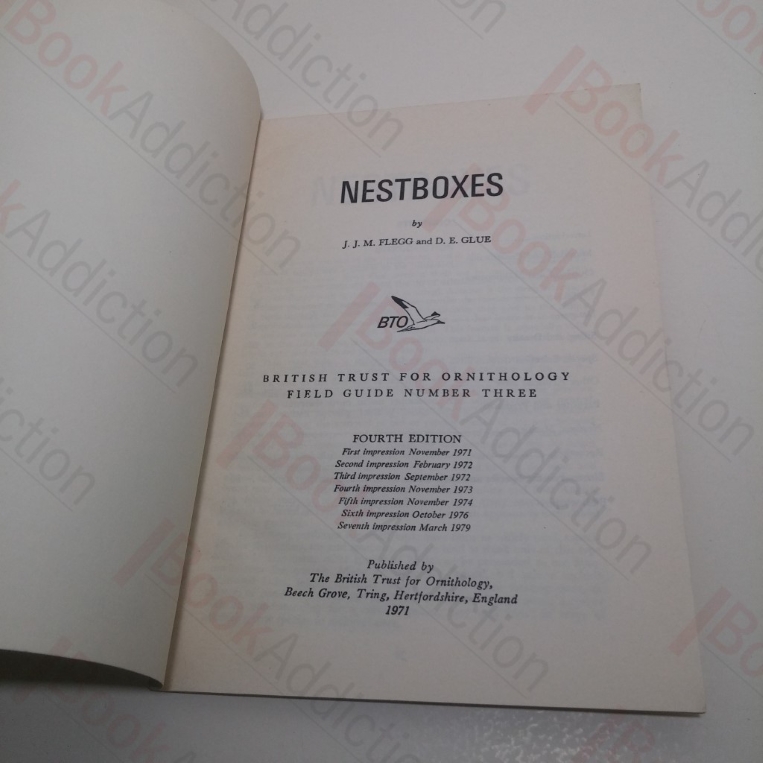 NESTBOXES
by
J. J. M. FLEGG and D. E. GLUE
BTO
BRITISH TRUST FOR ORNITHOLOGY
FIELD GUIDE NUMBER THREE
FOURTH EDITION
First impression November 1971
Second impression February 1972
Third impression September 1972
Fourth impression November 1973
Fifth impression November 1974
Sixth impression October 1976
Seventh impression March 1979
Published by
The British Trust for Ornithology,
Beech Grove, Tring, Hertfordshire, England
1971
BookAddiction